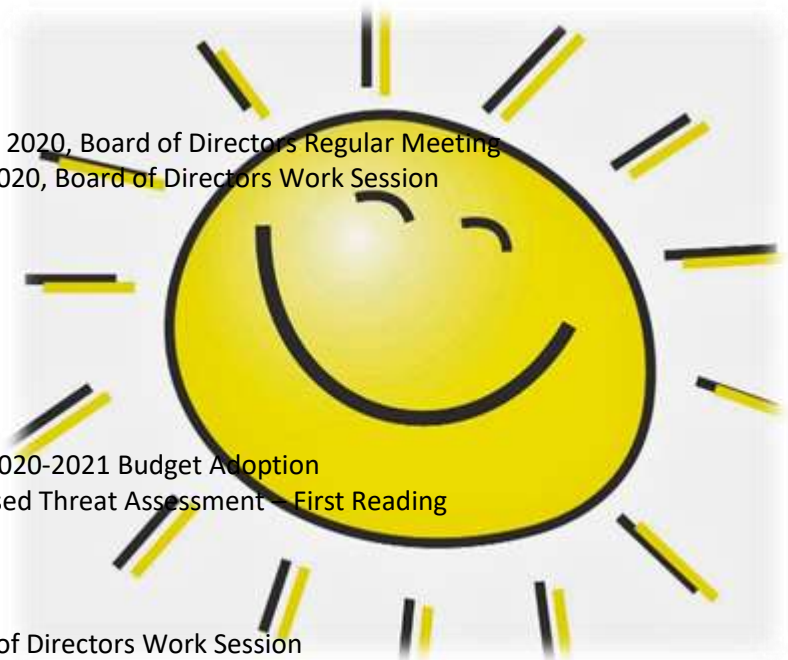 2020, Board of Directors Regular Meeting
020, Board of Directors Work Session
020-2021 Budget Adoption
sed Threat Assessment – First Reading
of Directors Work Session